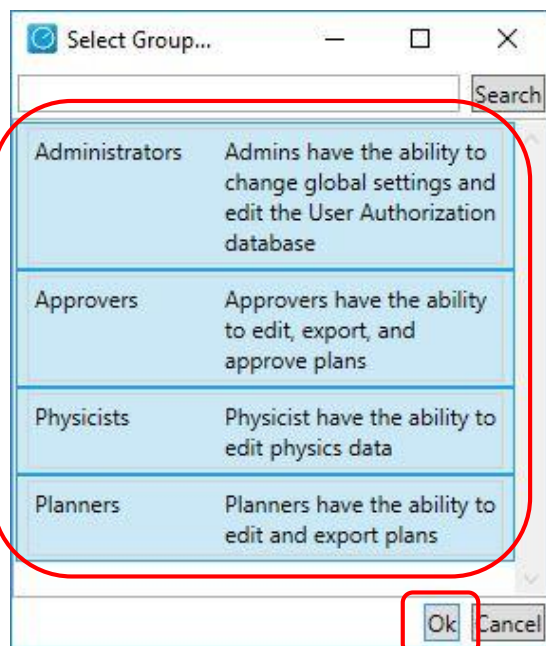 Select Group...
Search
Administrators Admins have the ability to
change global settings and
edit the User Authorization
database
Approvers Approvers have the ability
to edit, export, and
approve plans
Physicists Physicist have the ability to
edit physics data
Planners Planners have the ability to
edit and export plans
Ok Cancel